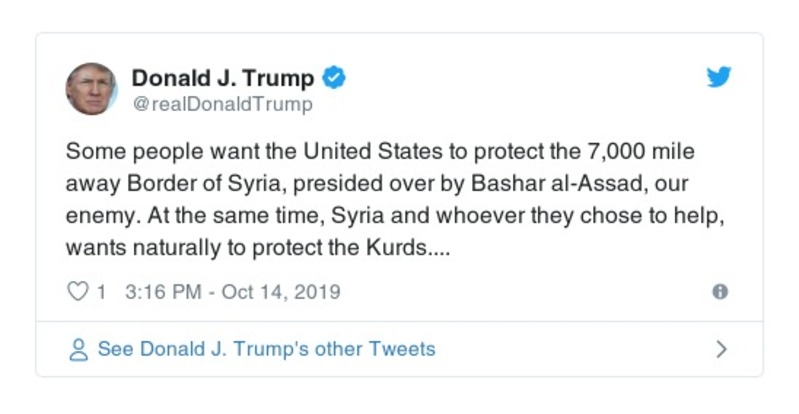 Donald J. Trump
@realDonaldTrump
Some people want the United States to protect the 7,000 mile
away Border of Syria, presided over by Bashar al-Assad, our
enemy. At the same time, Syria and whoever they chose to help,
wants naturally to protect the Kurds....
1 3:16 PM - Oct 14, 2019
See Donald J. Trump's other Tweets